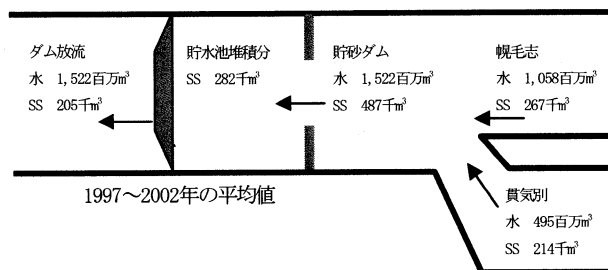 ダム放流
水 1,522百万m³
SS 205千m³
貯水池堆積分
SS 282千m³
貯砂ダム
水 1,522百万m³
SS 487千m³
幌毛志
水 1,058百万m³
SS 267千m³
貫気別
水 495百万m³
SS 214千m³
1997～2002年の平均値